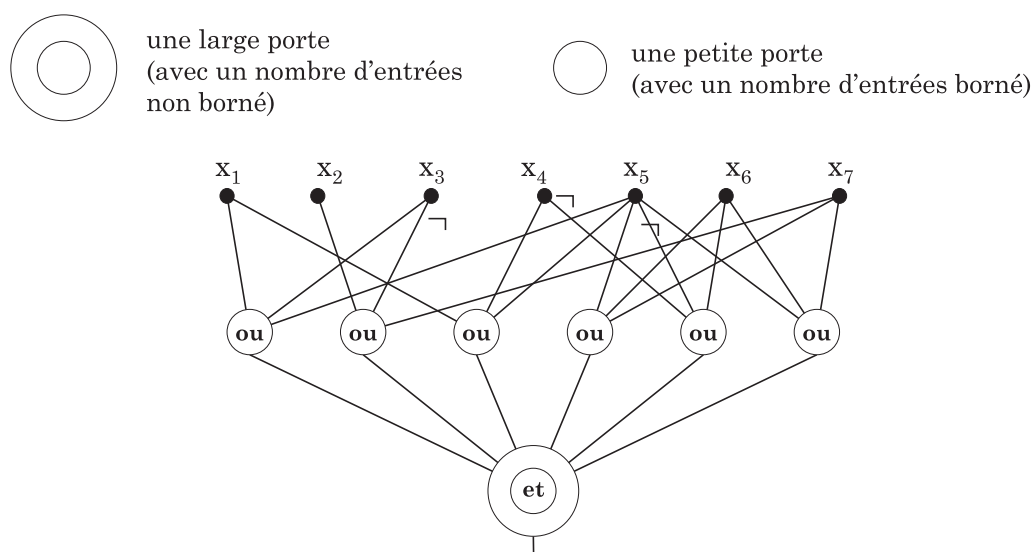 une large porte
(avec un nombre d'entrées
non borné)
une petite porte
(avec un nombre d'entrées borné)
x₁ x₂ x₃ x₄ x₅ x₆ x₇
¬ ¬ ¬
ou ou ou ou ou ou
et